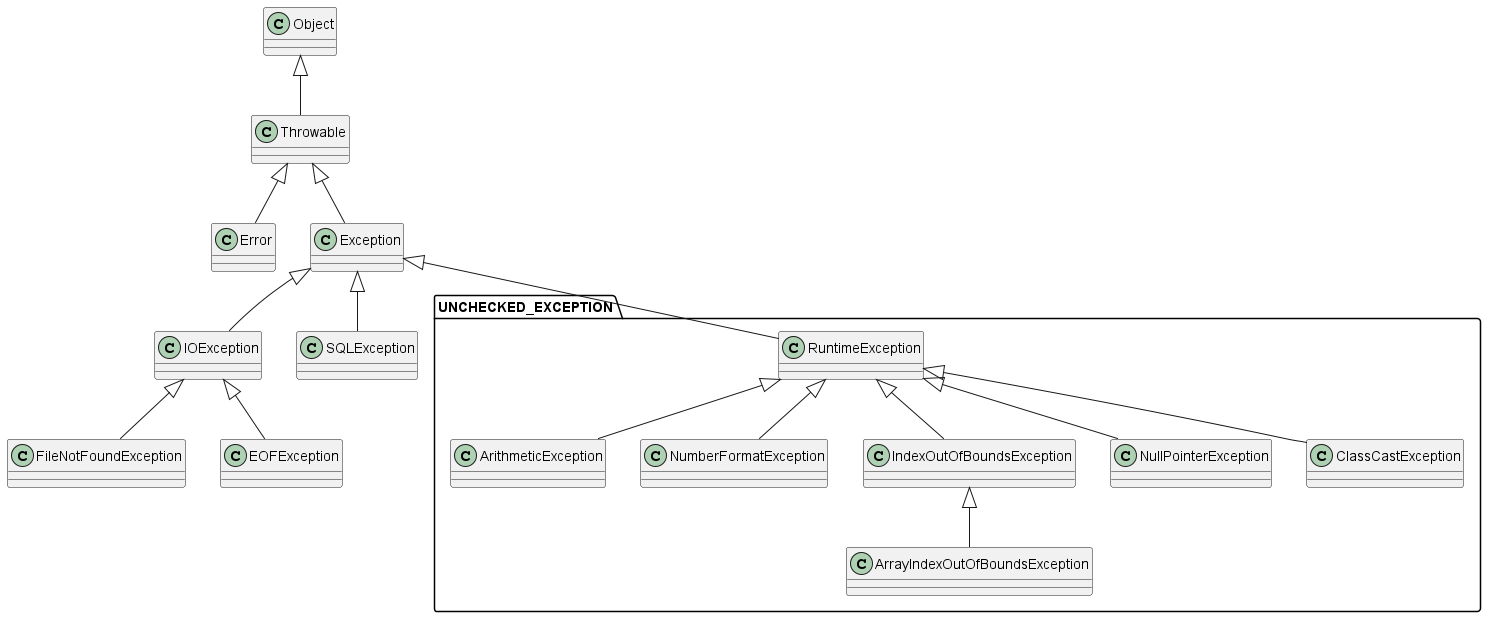 C Object
C Throwable
C Error
C Exception
UNCHECKED_EXCEPTION
C IOException
C SQLException
C RuntimeException
C FileNotFoundException
C EOFException
C ArithmeticException
C NumberFormatException
C IndexOutOfBoundsException
C NullPointerException
C ClassCastException
C ArrayIndexOutOfBoundsException